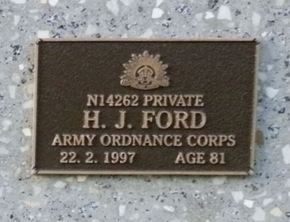 N14262 PRIVATE
H. J. FORD
ARMY ORDNANCE CORPS
22. 2. 1997 AGE 81